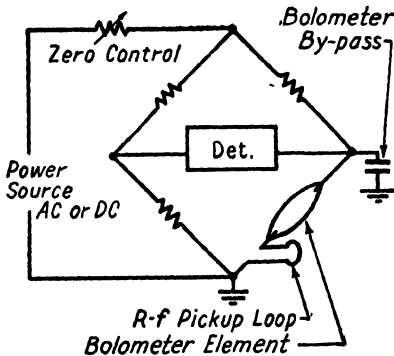 Bolometer
By-pass
Zero Control
Det.
Power
Source
AC or DC
R-f Pickup Loop
Bolometer Element